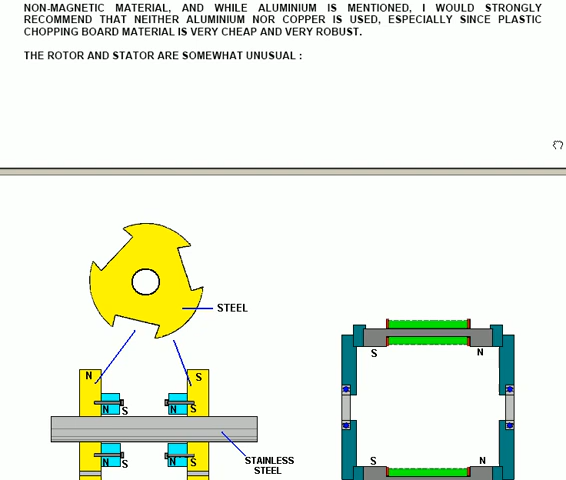 NON-MAGNETIC MATERIAL, AND WHILE ALUMINIUM IS MENTIONED, I WOULD STRONGLY
RECOMMEND THAT NEITHER ALUMINIUM NOR COPPER IS USED, ESPECIALLY SINCE PLASTIC
CHOPPING BOARD MATERIAL IS VERY CHEAP AND VERY ROBUST.
THE ROTOR AND STATOR ARE SOMEWHAT UNUSUAL :
STEEL
S N
N S
N S N S
N S N S
STAINLESS
STEEL
S N